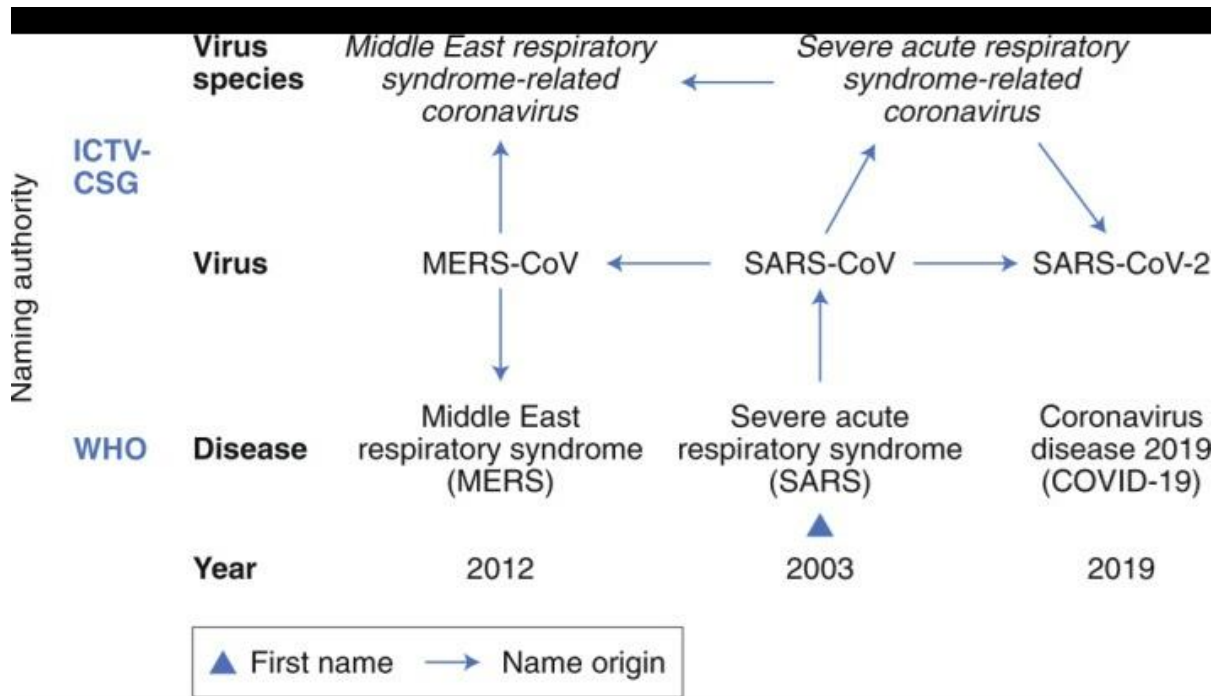 Virus species
Middle East respiratory syndrome-related coronavirus
Severe acute respiratory syndrome-related coronavirus
Naming authority
ICTV-CSG
Virus
MERS-CoV
SARS-CoV
SARS-CoV-2
WHO
Disease
Middle East respiratory syndrome (MERS)
Severe acute respiratory syndrome (SARS)
Coronavirus disease 2019 (COVID-19)
Year
2012
2003
2019
First name
Name origin